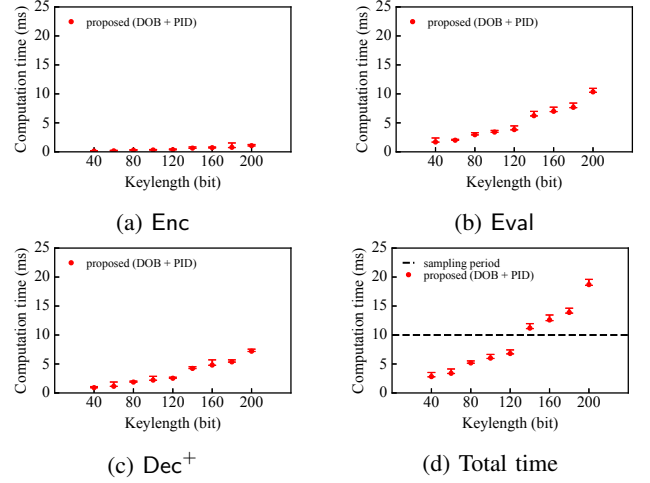 Computation time (ms)
25
20
15
10
5
0
proposed (DOB + PID)
40 80 120 160 200
Keylength (bit)
(a) Enc
Computation time (ms)
25
20
15
10
5
0
proposed (DOB + PID)
40 80 120 160 200
Keylength (bit)
(b) Eval
Computation time (ms)
25
20
15
10
5
0
proposed (DOB + PID)
40 80 120 160 200
Keylength (bit)
(c) Dec+
Computation time (ms)
25
20
15
10
5
0
sampling period
proposed (DOB + PID)
40 80 120 160 200
Keylength (bit)
(d) Total time